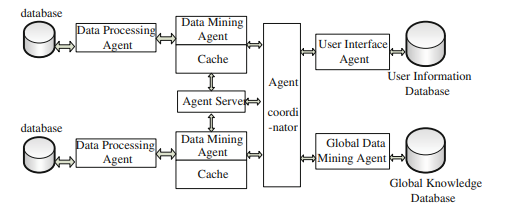 database
Data Processing
Agent
Data Mining
Agent
Cache
Agent Server
database
Data Processing
Agent
Data Mining
Agent
Cache
Agent
coordi
-nator
User Interface
Agent
User Information
Database
Global Data
Mining Agent
Global Knowledge
Database